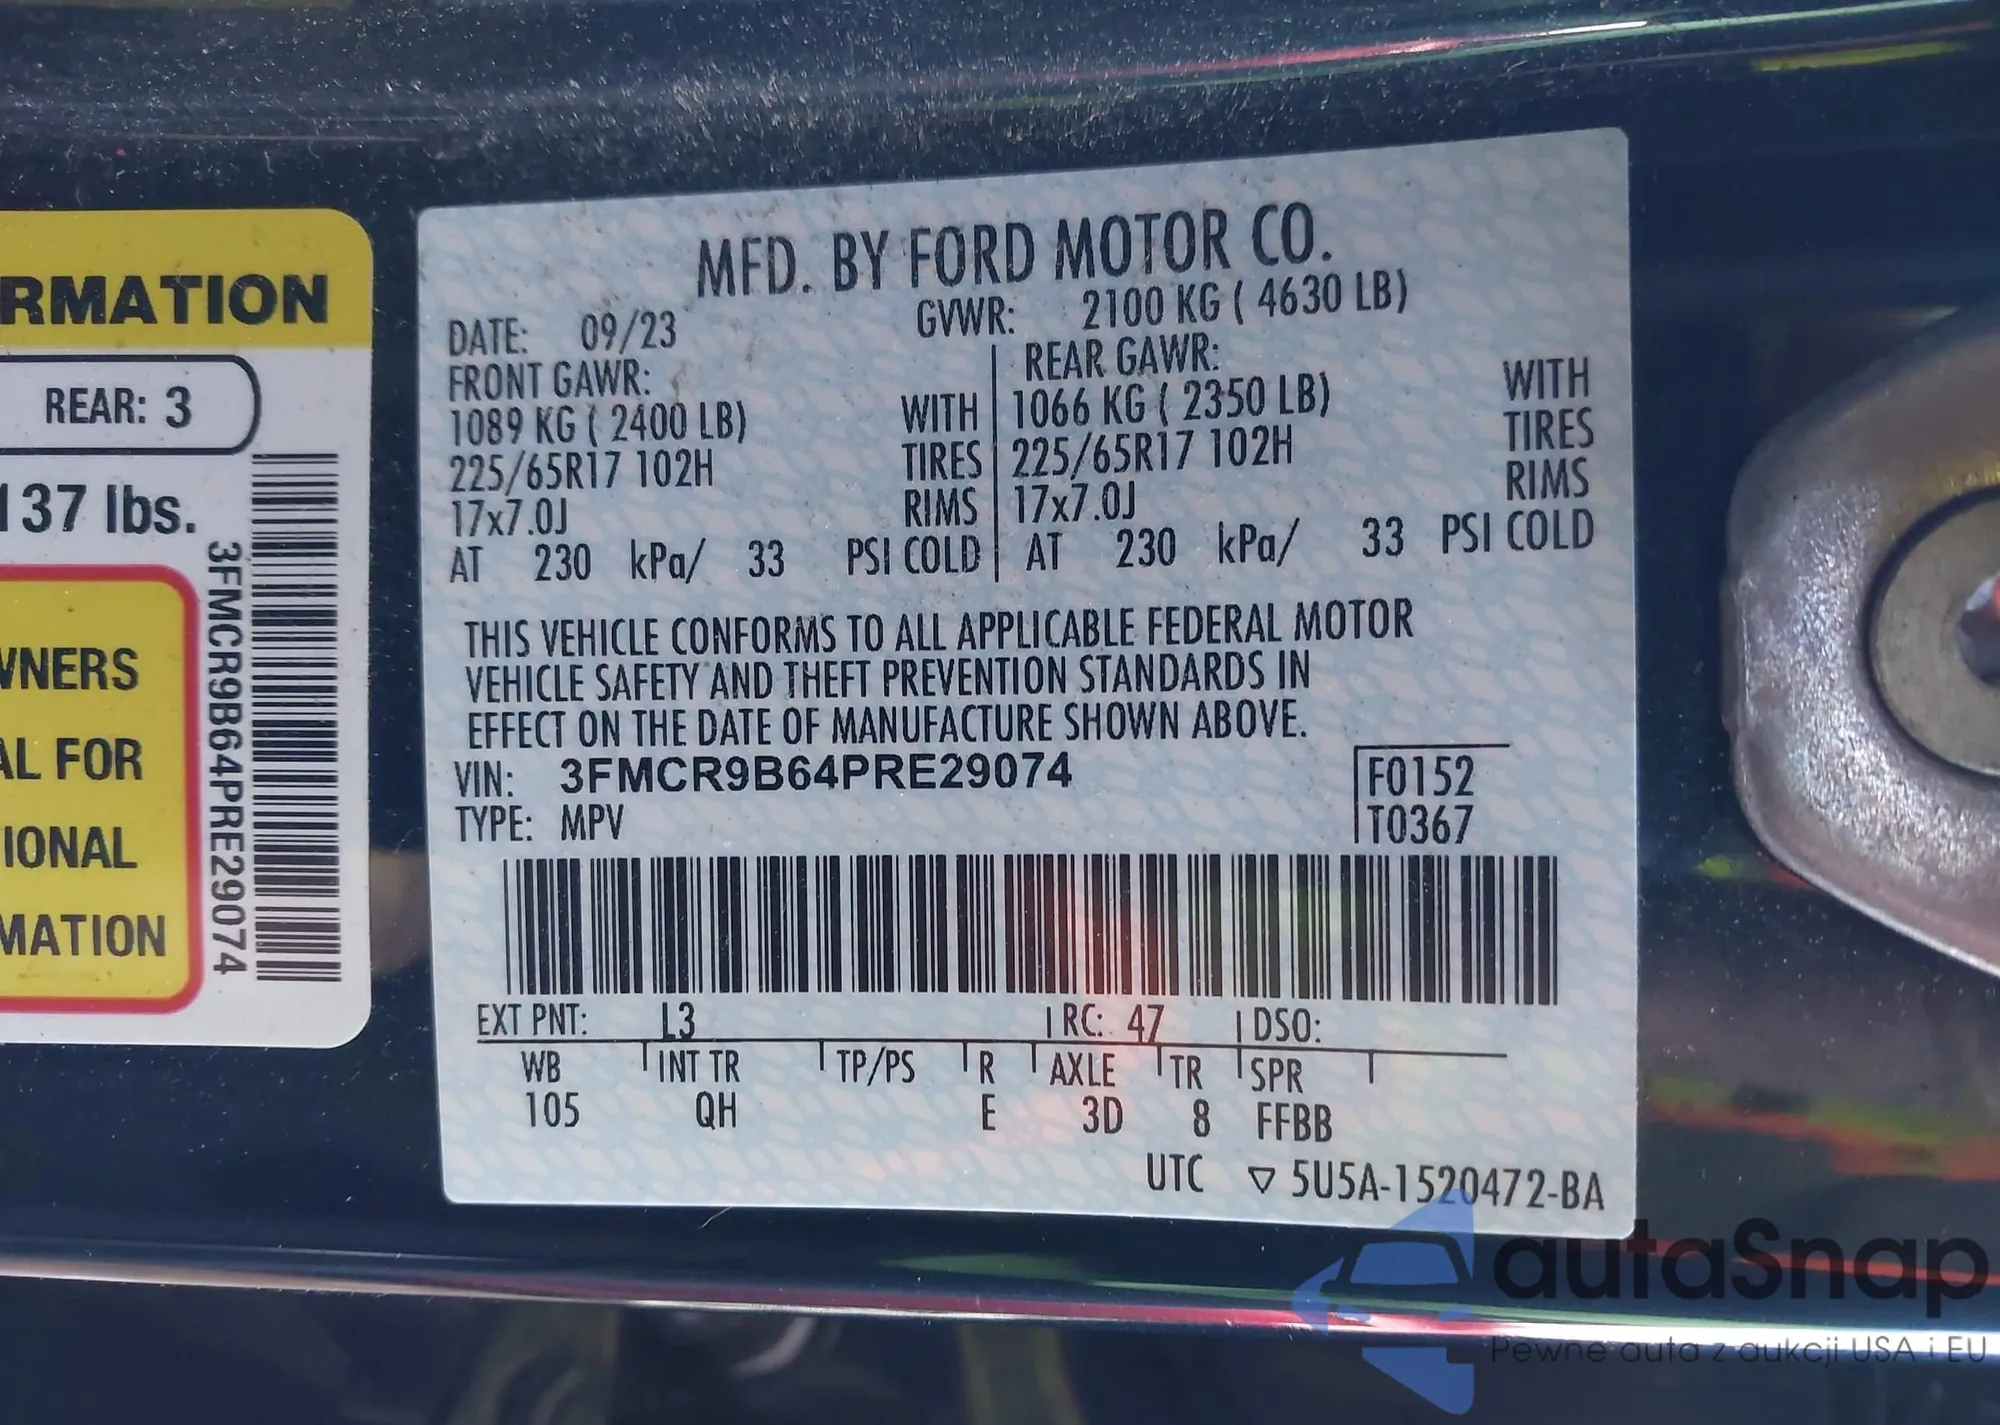 RMATION
REAR: 3
137 lbs.
WNERS
AL FOR
IONAL
MATION
3FMCR9B64PRE29074
MFD. BY FORD MOTOR CO.
DATE: 09/23 GVWR: 2100 KG ( 4630 LB)
FRONT GAWR: REAR GAWR:
1089 KG ( 2400 LB) WITH 1066 KG ( 2350 LB) WITH
225/65R17 102H TIRES 225/65R17 102H TIRES
17x7.0J RIMS 17x7.0J RIMS
AT 230 kPa/ 33 PSI COLD AT 230 kPa/ 33 PSI COLD
THIS VEHICLE CONFORMS TO ALL APPLICABLE FEDERAL MOTOR
VEHICLE SAFETY AND THEFT PREVENTION STANDARDS IN
EFFECT ON THE DATE OF MANUFACTURE SHOWN ABOVE.
VIN: 3FMCR9B64PRE29074 F0152
TYPE: MPV T0367
EXT PNT: L3 RC: 47 DSO:
WB INT TR TP/PS R AXLE TR SPR
105 QH E 3D 8 FFBB
UTC ▽ 5U5A-1520472-BA
autaSnap
Pewne auta z aukcji USA i EU